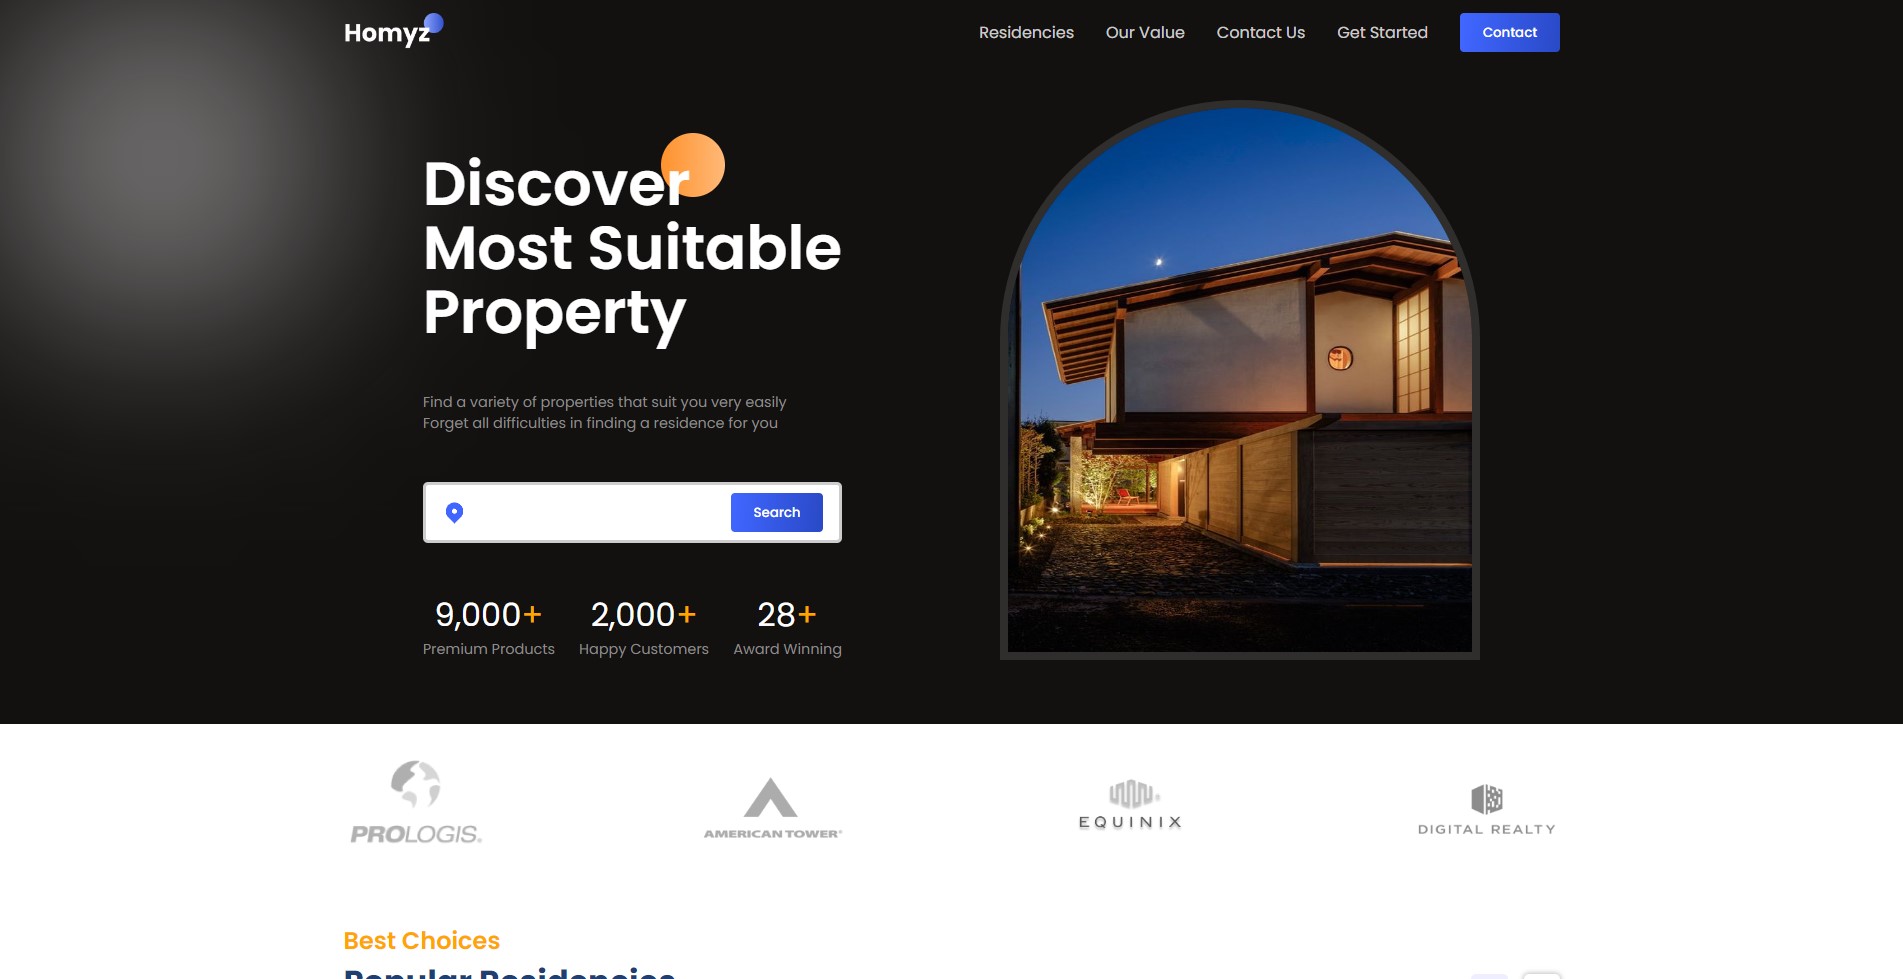 Homyz
Residencies
Our Value
Contact Us
Get Started
Contact
Discover
Most Suitable
Property
Find a variety of properties that suit you very easily
Forget all difficulties in finding a residence for you
Search
9,000+
2,000+
28+
Premium Products
Happy Customers
Award Winning
PROLOGIS®
AMERICAN TOWER®
EQUINIX
DIGITAL REALTY
Best Choices
Popular Residencies